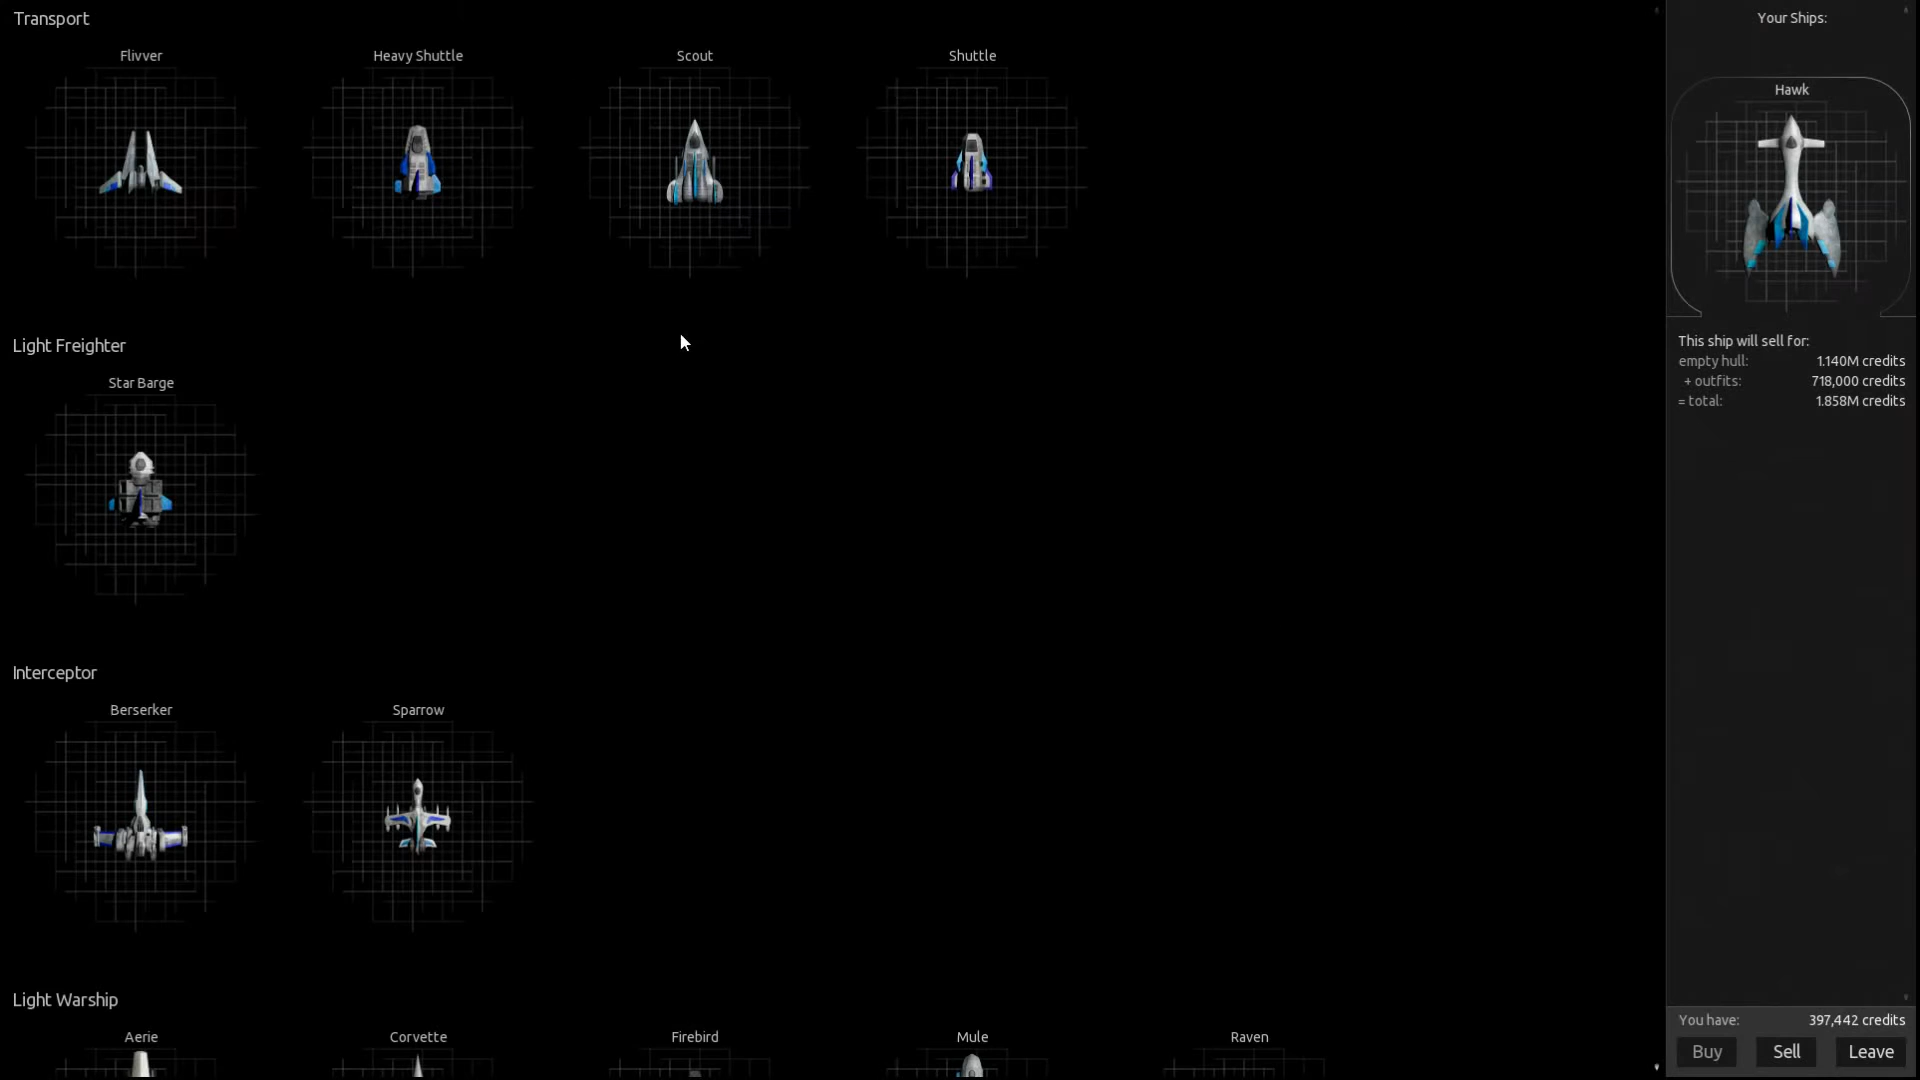 Transport
Flivver
Heavy Shuttle
Scout
Shuttle
Light Freighter
Star Barge
Interceptor
Berserker
Sparrow
Light Warship
Aerie
Corvette
Firebird
Mule
Raven
Your Ships:
Hawk
This ship will sell for:
empty hull: 1.140M credits
+ outfits: 718,000 credits
= total: 1.858M credits
You have: 397,442 credits
Buy Sell Leave